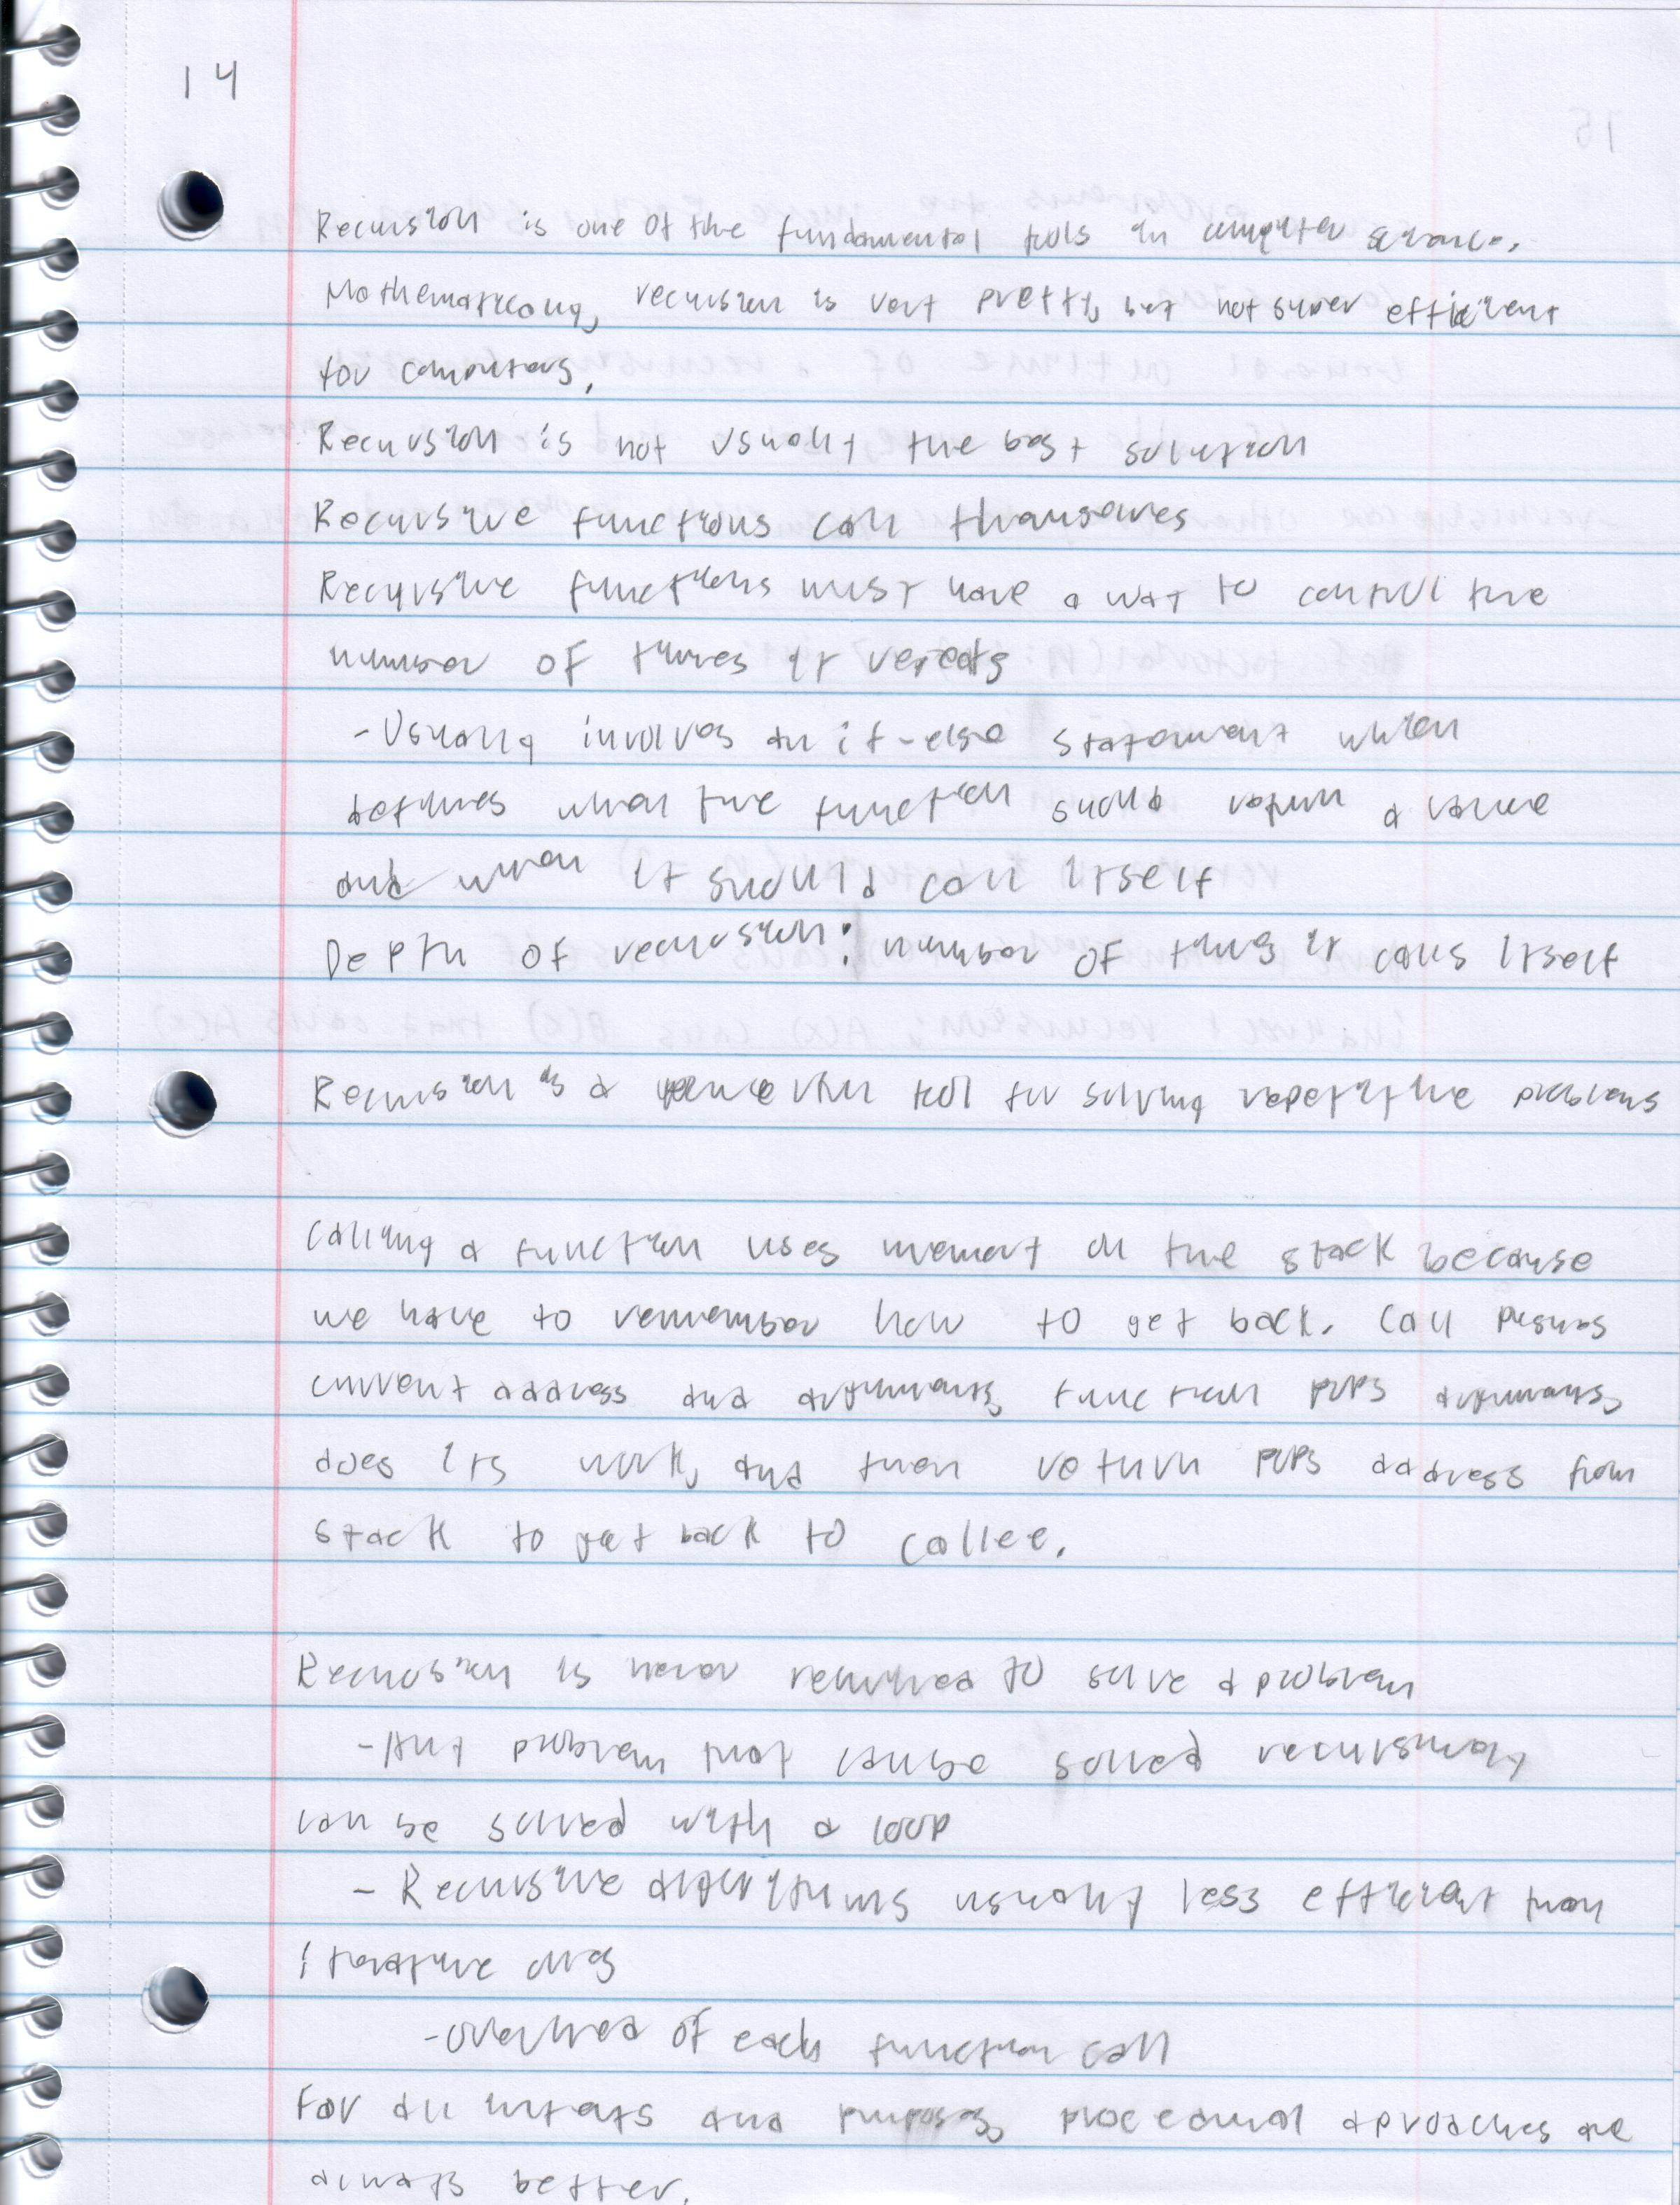 14
Recursion is one of the fundamental tools in computer science.
Mathematically, recursion is very pretty, but not super efficient
for computers.
Recursion is not usually the best solution
Recursive functions call themselves
Recursive functions must have a way to control the
number of times it repeats
-Usually involves an if-else statement which
defines when the function should return a value
and when it should call itself
Depth of recursion: number of times it calls itself
Recursion is a tool for solving repetitive problems
Calling a function uses memory on the stack because
we have to remember how to get back. Call pushes
current address and arguments, function pops arguments,
does its work, and then return pops address from
stack to get back to callee.
Recursion is never required to solve a problem
-Any problem that can be solved recursively
can be solved with a loop
- Recursive algorithms usually less efficient than
iterative ones
-overhead of each function call
For all intents and purposes, procedural approaches are
always better.